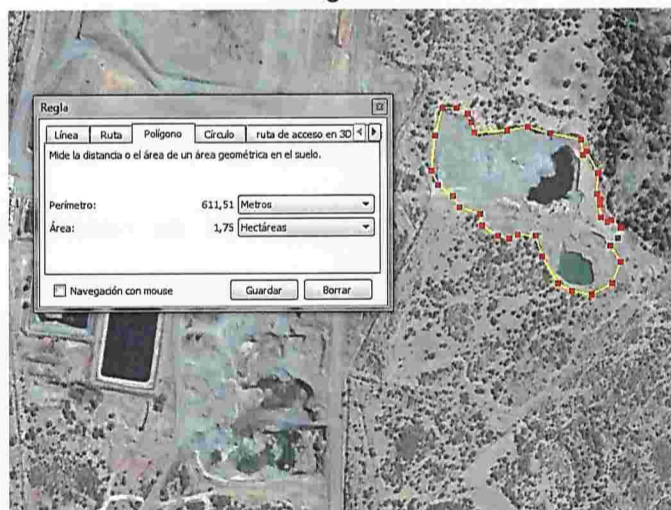 Regla
Línea Ruta Polígono Círculo ruta de acceso en 3D
Mide la distancia o el área de un área geométrica en el suelo.
Perímetro: 611,51 Metros
Área: 1,75 Hectáreas
Navegación con mouse Guardar Borrar